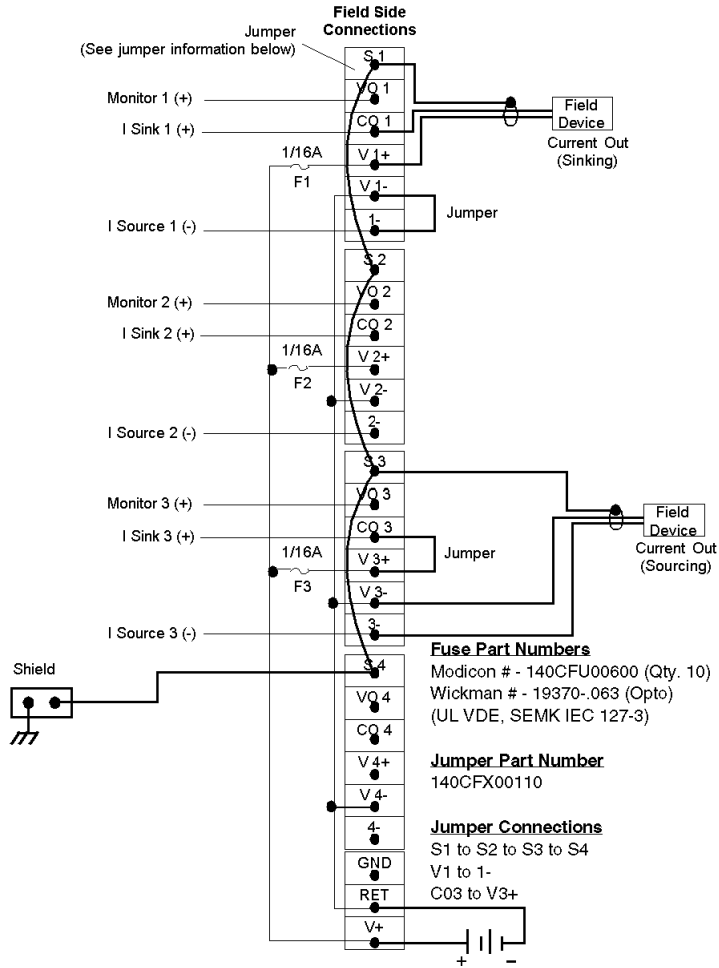 Field Side
Connections
Jumper
(See jumper information below)
S 1
VO 1
Monitor 1 (+)
CO 1
I Sink 1 (+)
Field
Device
Current Out
(Sinking)
1/16A
V 1+
F1
V 1-
Jumper
1-
I Source 1 (-)
S 2
VO 2
Monitor 2 (+)
CO 2
I Sink 2 (+)
1/16A
V 2+
F2
V 2-
2-
I Source 2 (-)
S 3
VO 3
Monitor 3 (+)
Field
Device
Current Out
(Sourcing)
CO 3
I Sink 3 (+)
1/16A
V 3+
Jumper
F3
V 3-
3-
I Source 3 (-)
Shield
S 4
VO 4
CO 4
V 4+
V 4-
4-
GND
RET
V+
+
−
Fuse Part Numbers
Modicon # - 140CFU00600 (Qty. 10)
Wickman # - 19370-.063 (Opto)
(UL VDE, SEMK IEC 127-3)
Jumper Part Number
140CFX00110
Jumper Connections
S1 to S2 to S3 to S4
V1 to 1-
C03 to V3+